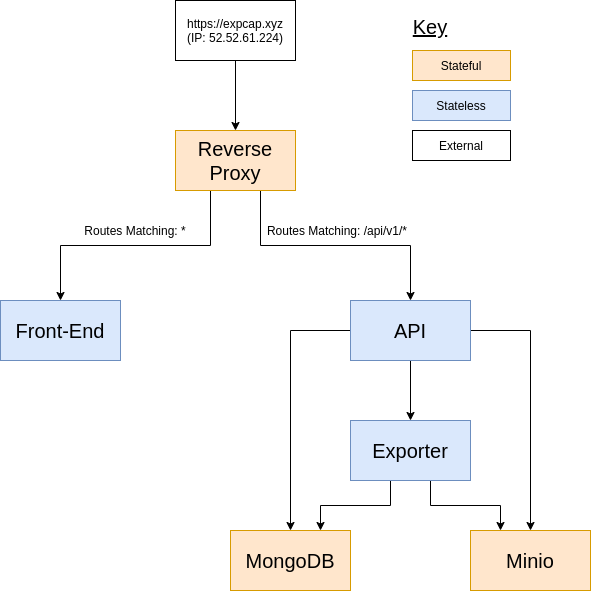 https://expcap.xyz
(IP: 52.52.61.224)
Key
Stateful
Stateless
External
Reverse
Proxy
Routes Matching: *
Routes Matching: /api/v1/*
Front-End
API
Exporter
MongoDB
Minio